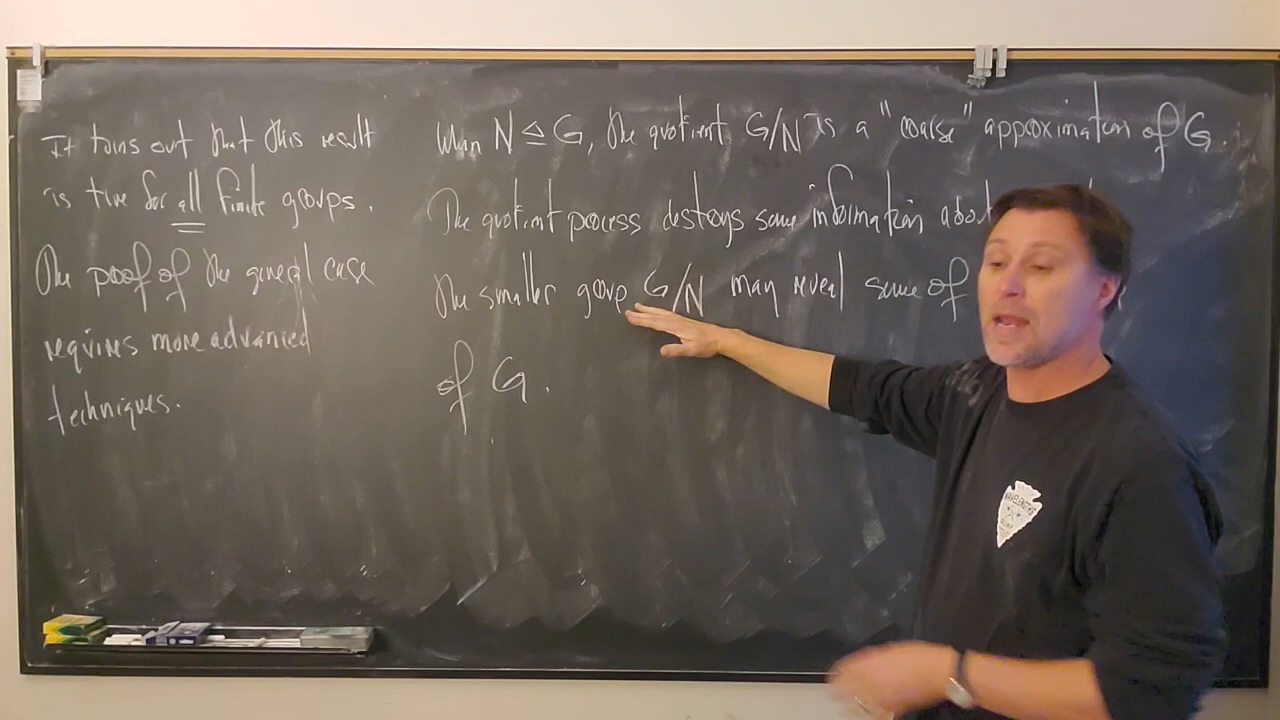 It turns out that this result
is true for all finite groups.
The proof of the general case
requires more advanced
techniques.
When N ⊴ G, the quotient G/N is a "coarse" approximation of G.
The quotient process destroys some information about
The smaller group G/N may reveal some of
of G.
WAVELENGTHS